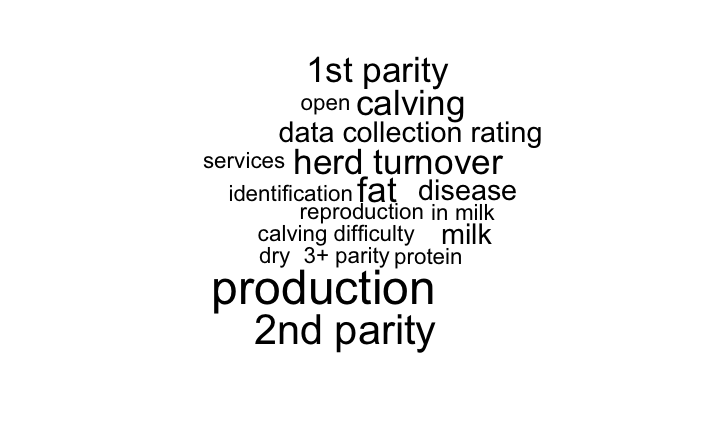 1st parity
open calving
data collection rating
services herd turnover
identification fat disease
reproduction in milk
calving difficulty milk
dry 3+ parity protein
production
2nd parity